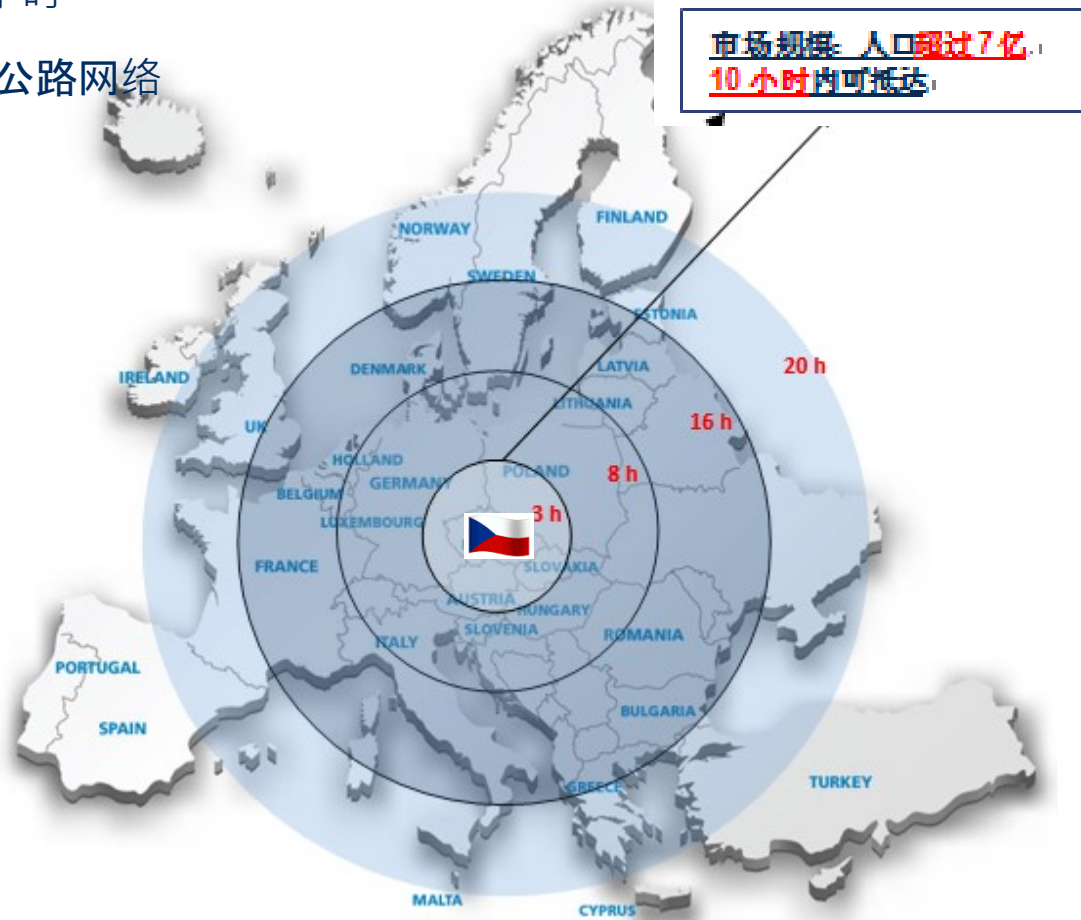 公路网络
市场规模：人口超过7亿，
10 小时内可抵达，
NORWAY
FINLAND
SWEDEN
ESTONIA
20 h
DENMARK
LATVIA
IRELAND
LITHUANIA
16 h
UK
HOLLAND
POLAND
8 h
GERMANY
BELGIUM
3 h
LUXEMBOURG
FRANCE
SLOVAKIA
AUSTRIA
HUNGARY
SLOVENIA
ROMANIA
ITALY
PORTUGAL
BULGARIA
SPAIN
TURKEY
GREECE
MALTA
CYPRUS